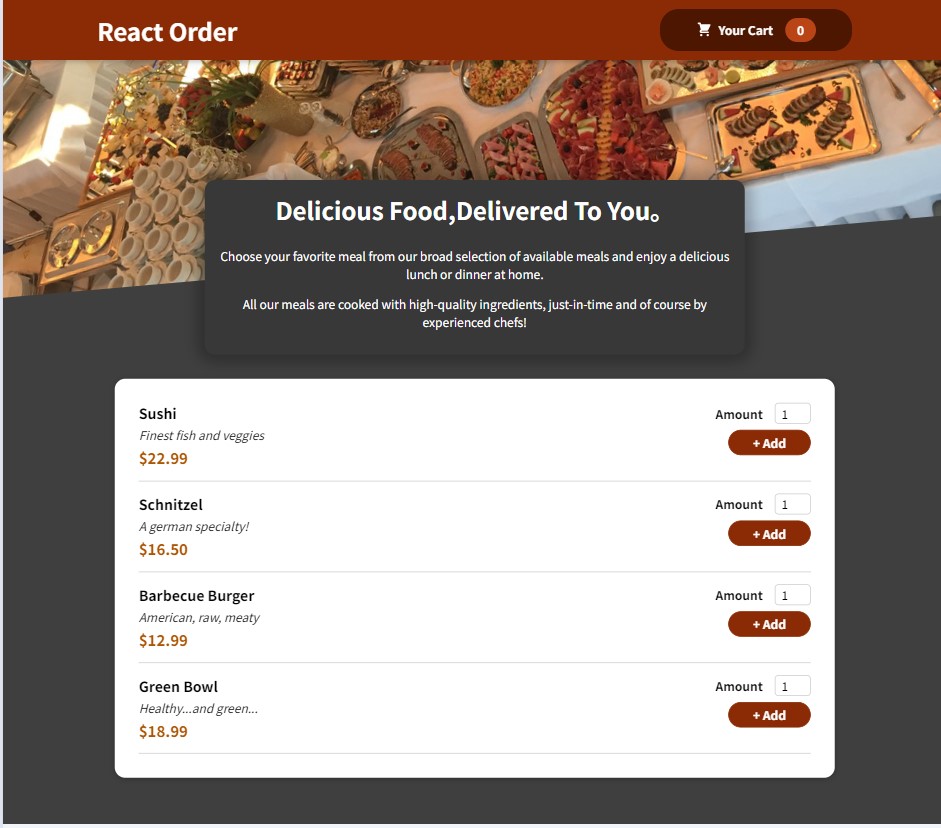 React Order
Your Cart 0
Delicious Food,Delivered To You。
Choose your favorite meal from our broad selection of available meals and enjoy a delicious
lunch or dinner at home.
All our meals are cooked with high-quality ingredients, just-in-time and of course by
experienced chefs!
Sushi
Amount 1
Finest fish and veggies
+ Add
$22.99
Schnitzel
Amount 1
A german specialty!
+ Add
$16.50
Barbecue Burger
Amount 1
American, raw, meaty
+ Add
$12.99
Green Bowl
Amount 1
Healthy...and green...
+ Add
$18.99